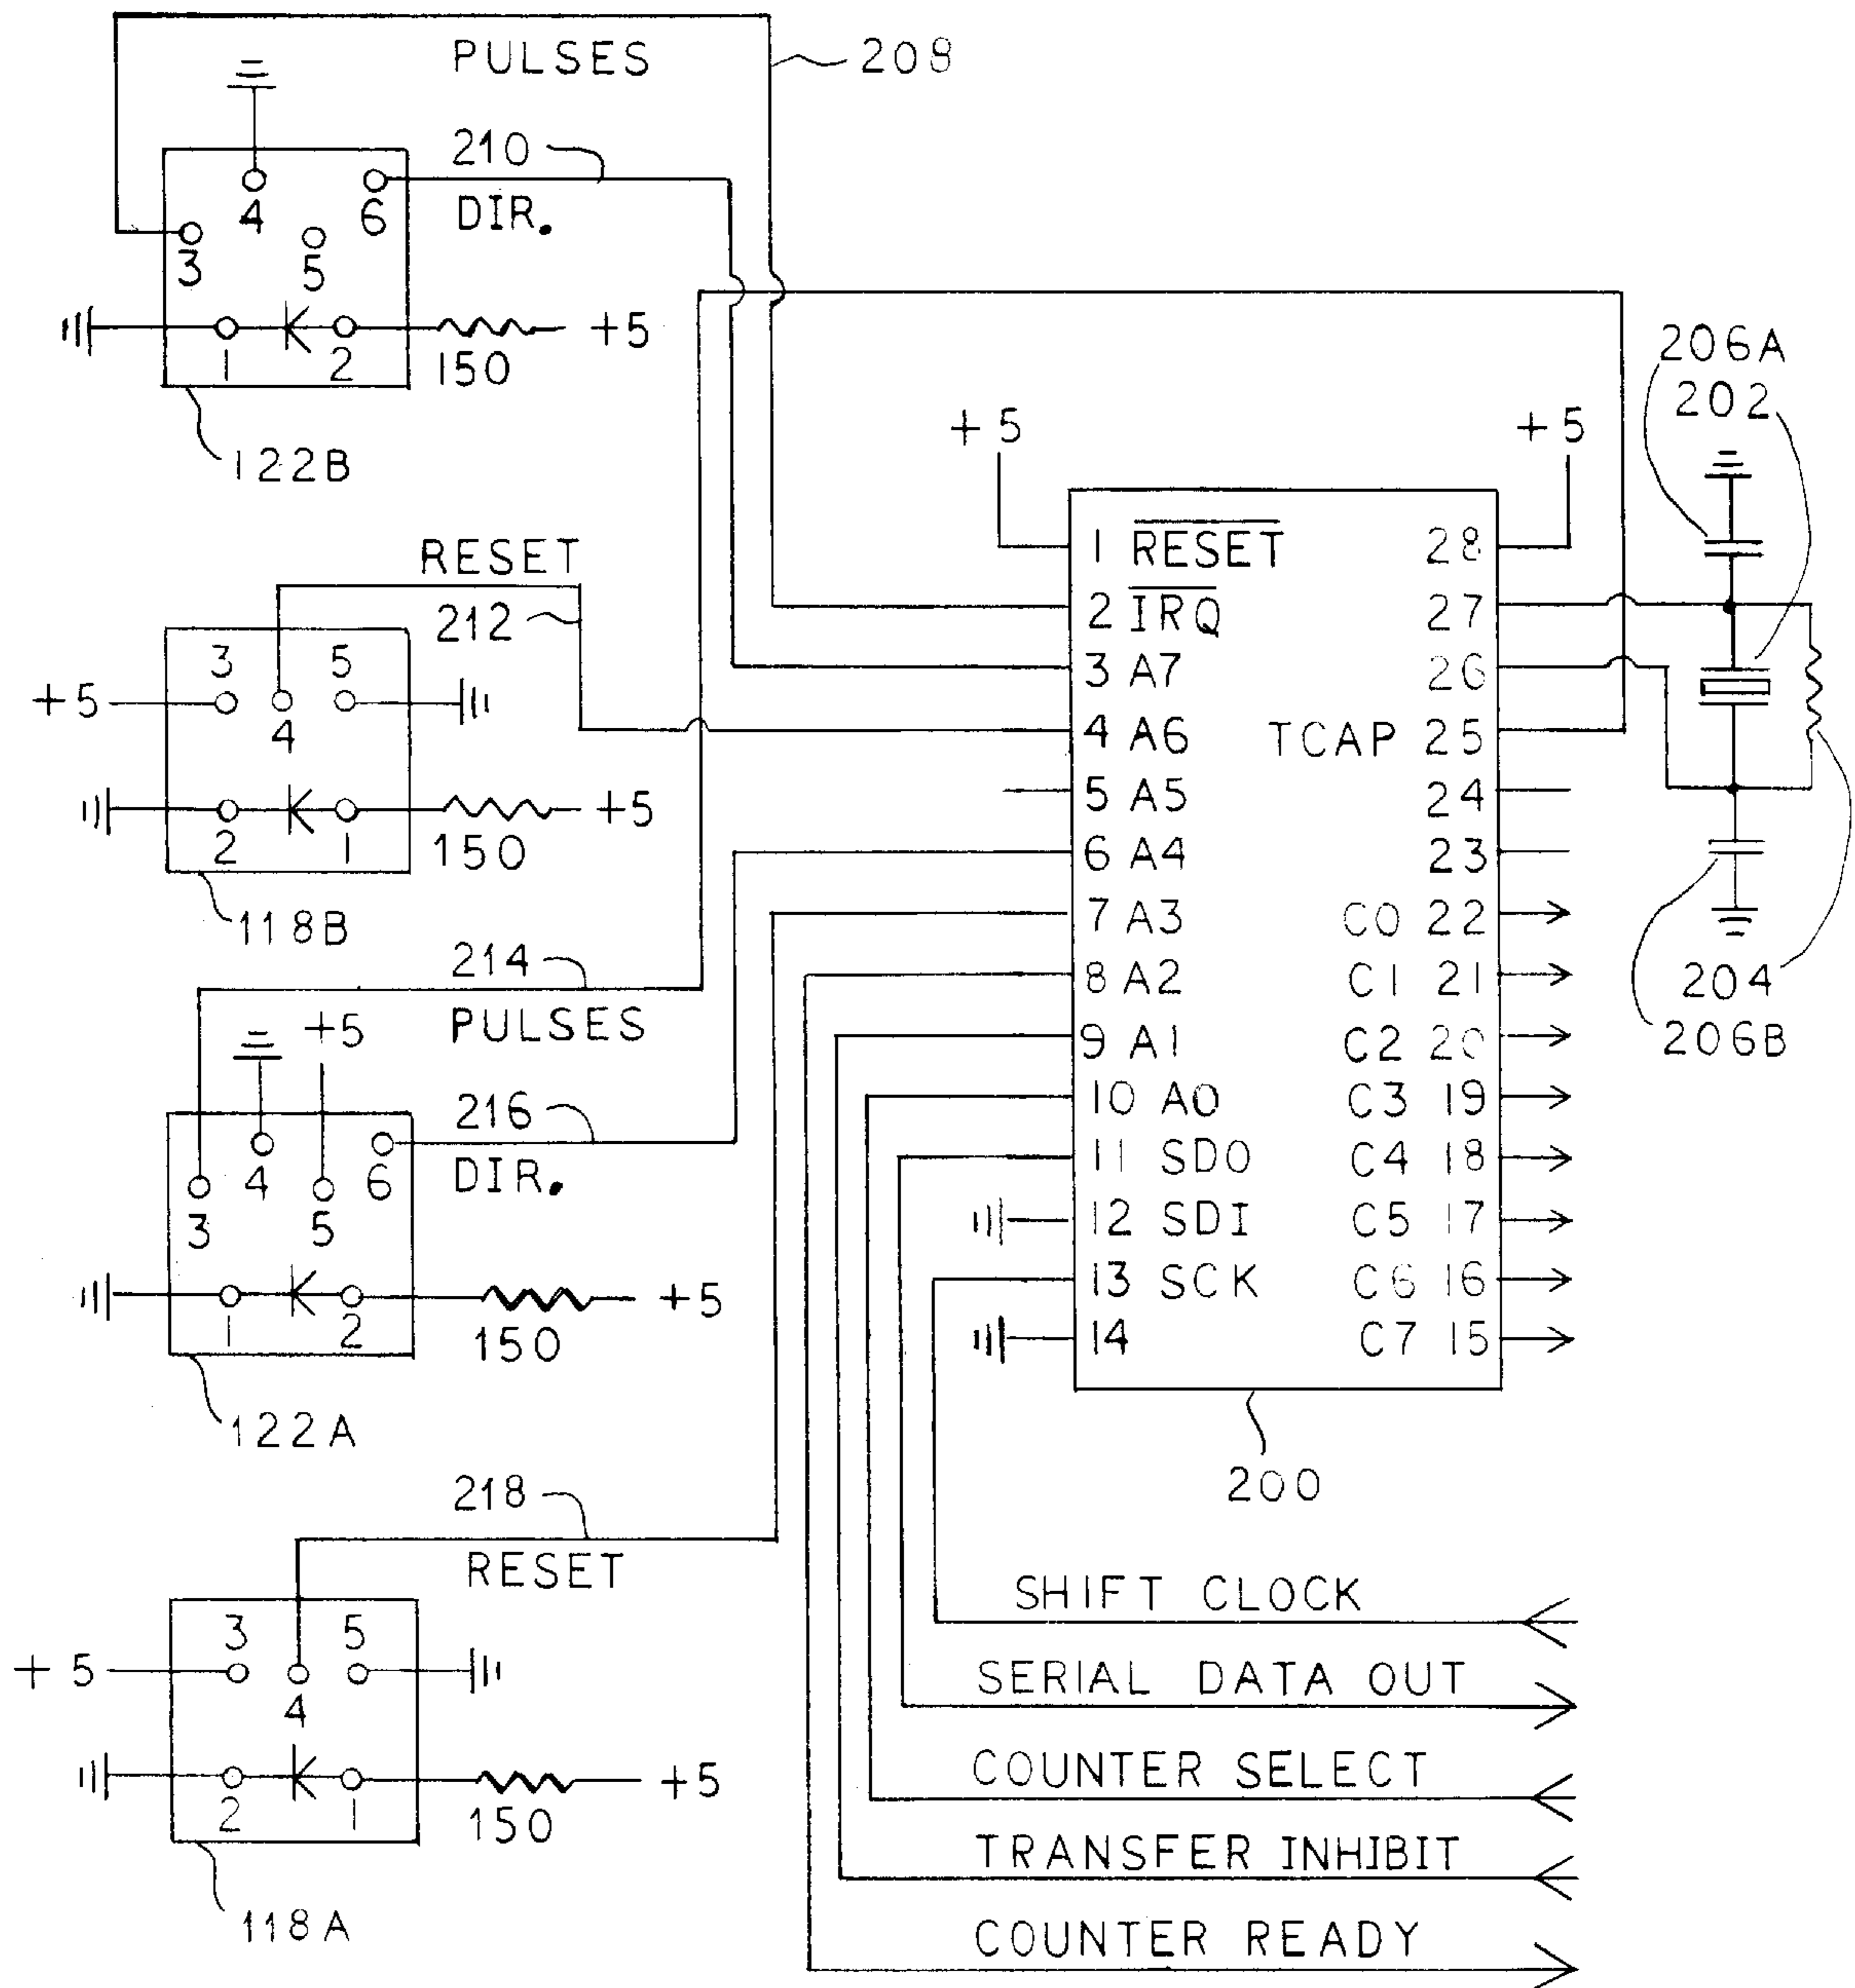 PULSES
208
210
DIR.
4
6
3
5
1
2
150
+5
122B
RESET
212
3
5
+5
4
2
1
150
+5
118B
214
PULSES
+5
216
DIR.
4
6
3
5
1
2
150
+5
122A
218
RESET
3
5
+5
4
2
1
150
+5
118A
+5
+5
1 RESET
2 IRQ
3 A7
4 A6
5 A5
6 A4
7 A3
8 A2
9 A1
10 A0
11 SDO
12 SDI
13 SCK
14
28
27
26
TCAP 25
24
23
C0 22
C1 21
C2 20
C3 19
C4 18
C5 17
C6 16
C7 15
200
206A
202
204
206B
SHIFT CLOCK
SERIAL DATA OUT
COUNTER SELECT
TRANSFER INHIBIT
COUNTER READY